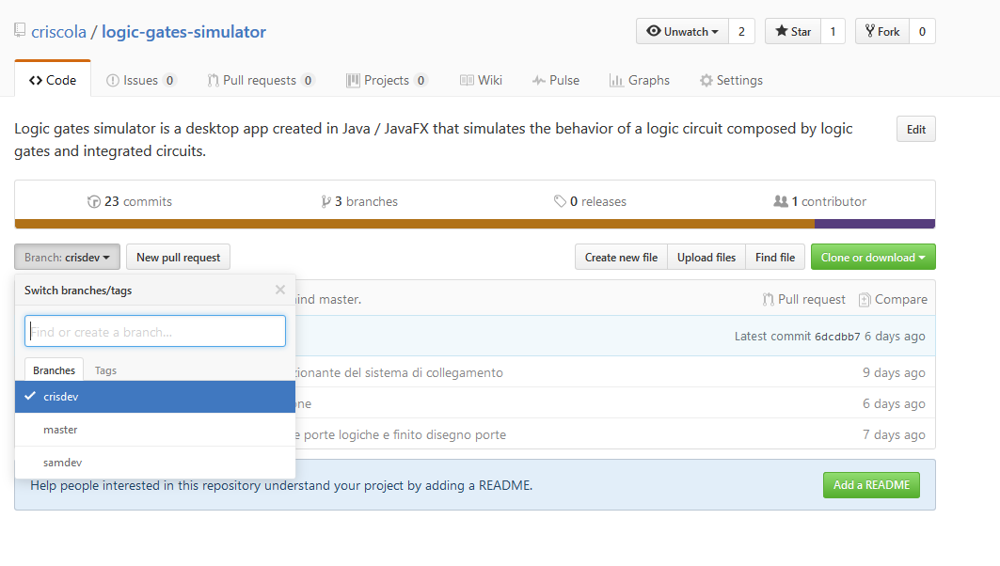 criscola / logic-gates-simulator
Unwatch 2 Star 1 Fork 0
Code Issues 0 Pull requests 0 Projects 0 Wiki Pulse Graphs Settings
Logic gates simulator is a desktop app created in Java / JavaFX that simulates the behavior of a logic circuit composed by logic
gates and integrated circuits.
Edit
23 commits 3 branches 0 releases 1 contributor
Branch: crisdev New pull request Create new file Upload files Find file Clone or download
Switch branches/tags
Find or create a branch...
Branches Tags
crisdev
master
samdev
master. Pull request Compare
Latest commit 6dcdbb7 6 days ago
del sistema di collegamento 9 days ago
6 days ago
e porte logiche e finito disegno porte 7 days ago
Help people interested in this repository understand your project by adding a README.
Add a README